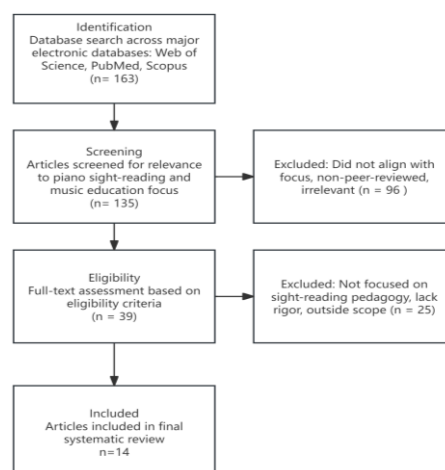 Identification
Database search across major
electronic databases: Web of
Science, PubMed, Scopus
(n= 163)
Screening
Articles screened for relevance
to piano sight-reading and
music education focus
n= 135)
Excluded: Did not align with
focus, non-peer-reviewed,
irrelevant (n = 96 )
Eligibility
Full-text assessment based on
eligibility criteria
(n = 39)
Excluded: Not focused on
sight-reading pedagogy, lack
rigor, outside scope (n = 25)
Included
Articles included in final
systematic review
n=14